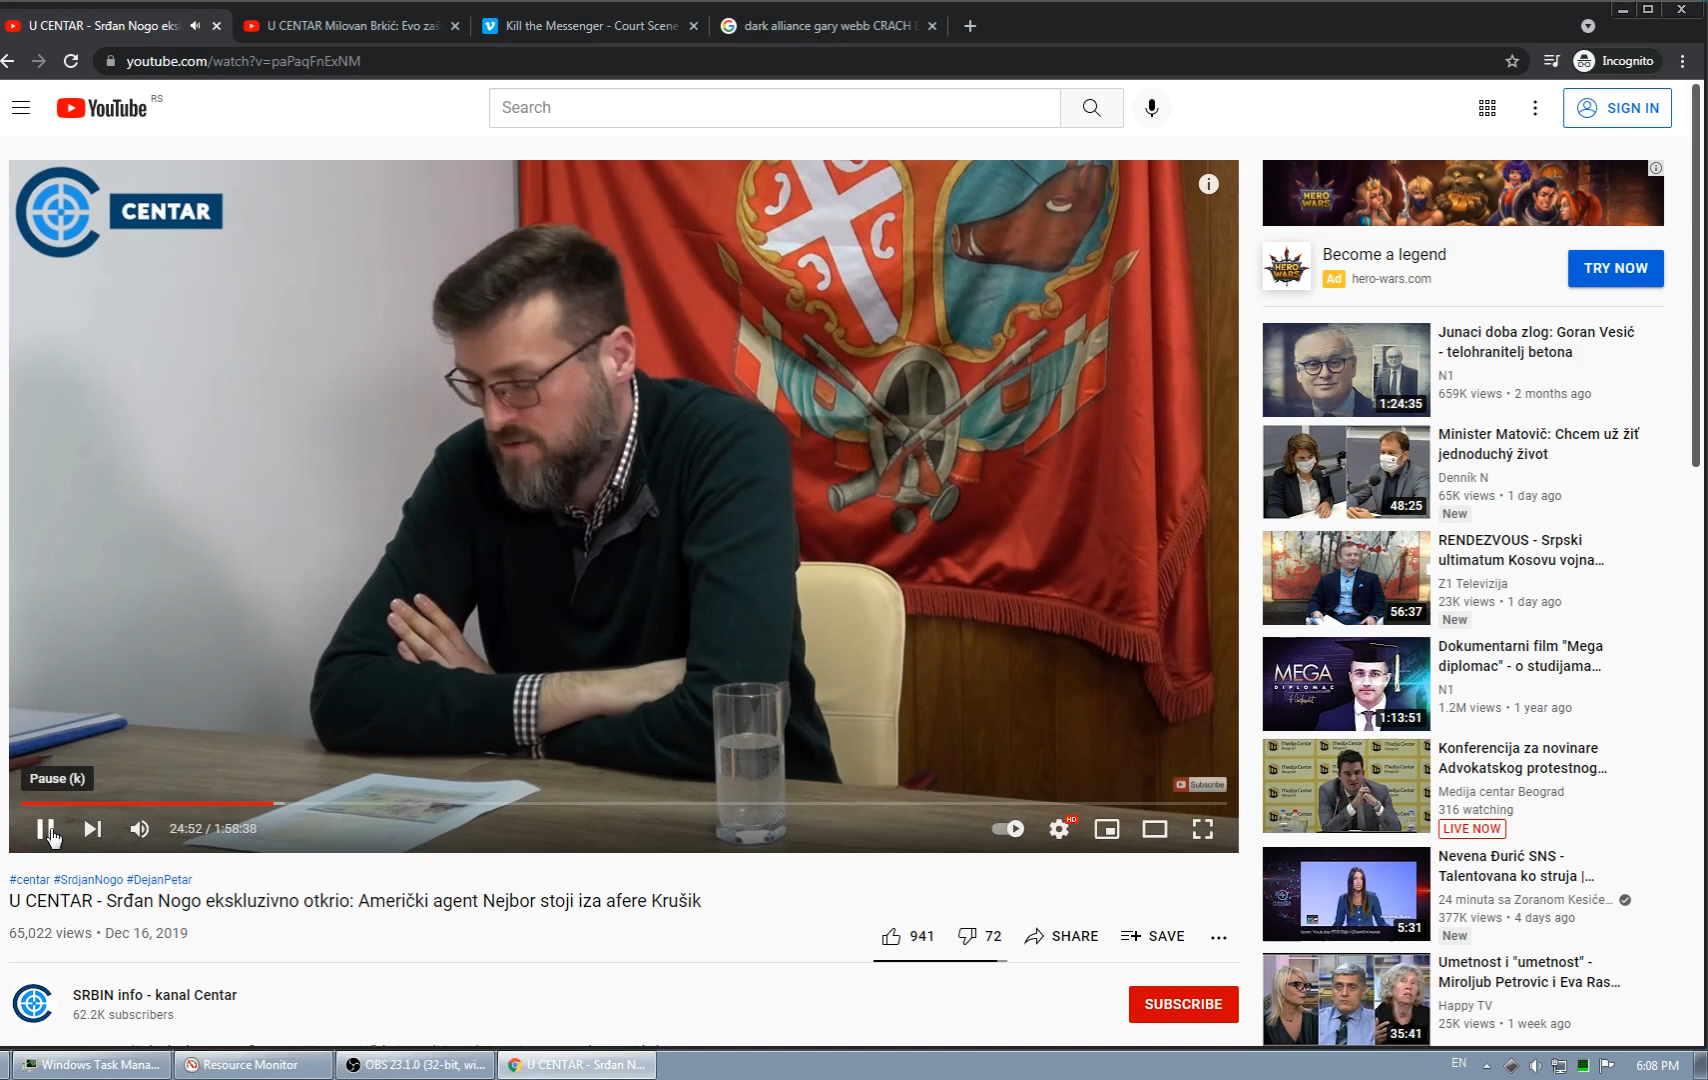 U CENTAR - Srđan Nogo eks
U CENTAR Milovan Brkić: Evo zaš
Kill the Messenger - Court Scene
dark alliance gary webb CRACH
youtube.com/watch?v=paPaqFnExNM
Incognito
YouTube RS
Search
SIGN IN
CENTAR
HERO WARS
HERO WARS
Become a legend
Ad hero-wars.com
TRY NOW
Junaci doba zlog: Goran Vesić
- telohranitelj betona
N1
659K views • 2 months ago
1:24:35
Minister Matovič: Chcem už žiť
jednoduchý život
Denník N
65K views • 1 day ago
New
48:25
RENDEZVOUS - Srpski
ultimatum Kosovu vojna...
Z1 Televizija
23K views • 1 day ago
New
56:37
Dokumentarni film "Mega
diplomac" - o studijama...
N1
1.2M views • 1 year ago
MEGA
DIPLOMAC
1:13:51
Konferencija za novinare
Advokatskog protestnog...
Medija centar Beograd
316 watching
LIVE NOW
Nevena Đurić SNS -
Talentovana ko struja |...
24 minuta sa Zoranom Kesiće...
377K views • 4 days ago
New
5:31
Umetnost i "umetnost" -
Miroljub Petrovic i Eva Ras...
Happy TV
25K views • 1 week ago
35:41
Subscribe
Pause (k)
24:52 / 1:58:38
HD
#centar #SrdjanNogo #DejanPetar
U CENTAR - Srđan Nogo ekskluzivno otkrio: Američki agent Nejbor stoji iza afere Krušik
65,022 views • Dec 16, 2019
941
72
SHARE
SAVE
SRBIN info - kanal Centar
62.2K subscribers
SUBSCRIBE
Windows Task Mana...
Resource Monitor
OBS 23.1.0 (32-bit, wi...
U CENTAR - Srđan N...
EN
6:08 PM